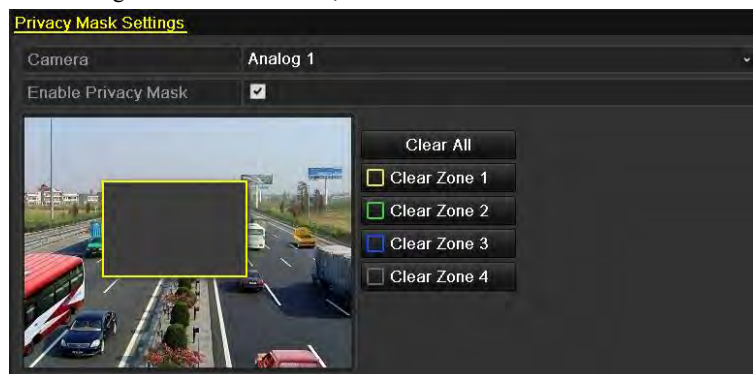 Privacy Mask Settings
Camera Analog 1
Enable Privacy Mask
Clear All
Clear Zone 1
Clear Zone 2
Clear Zone 3
Clear Zone 4